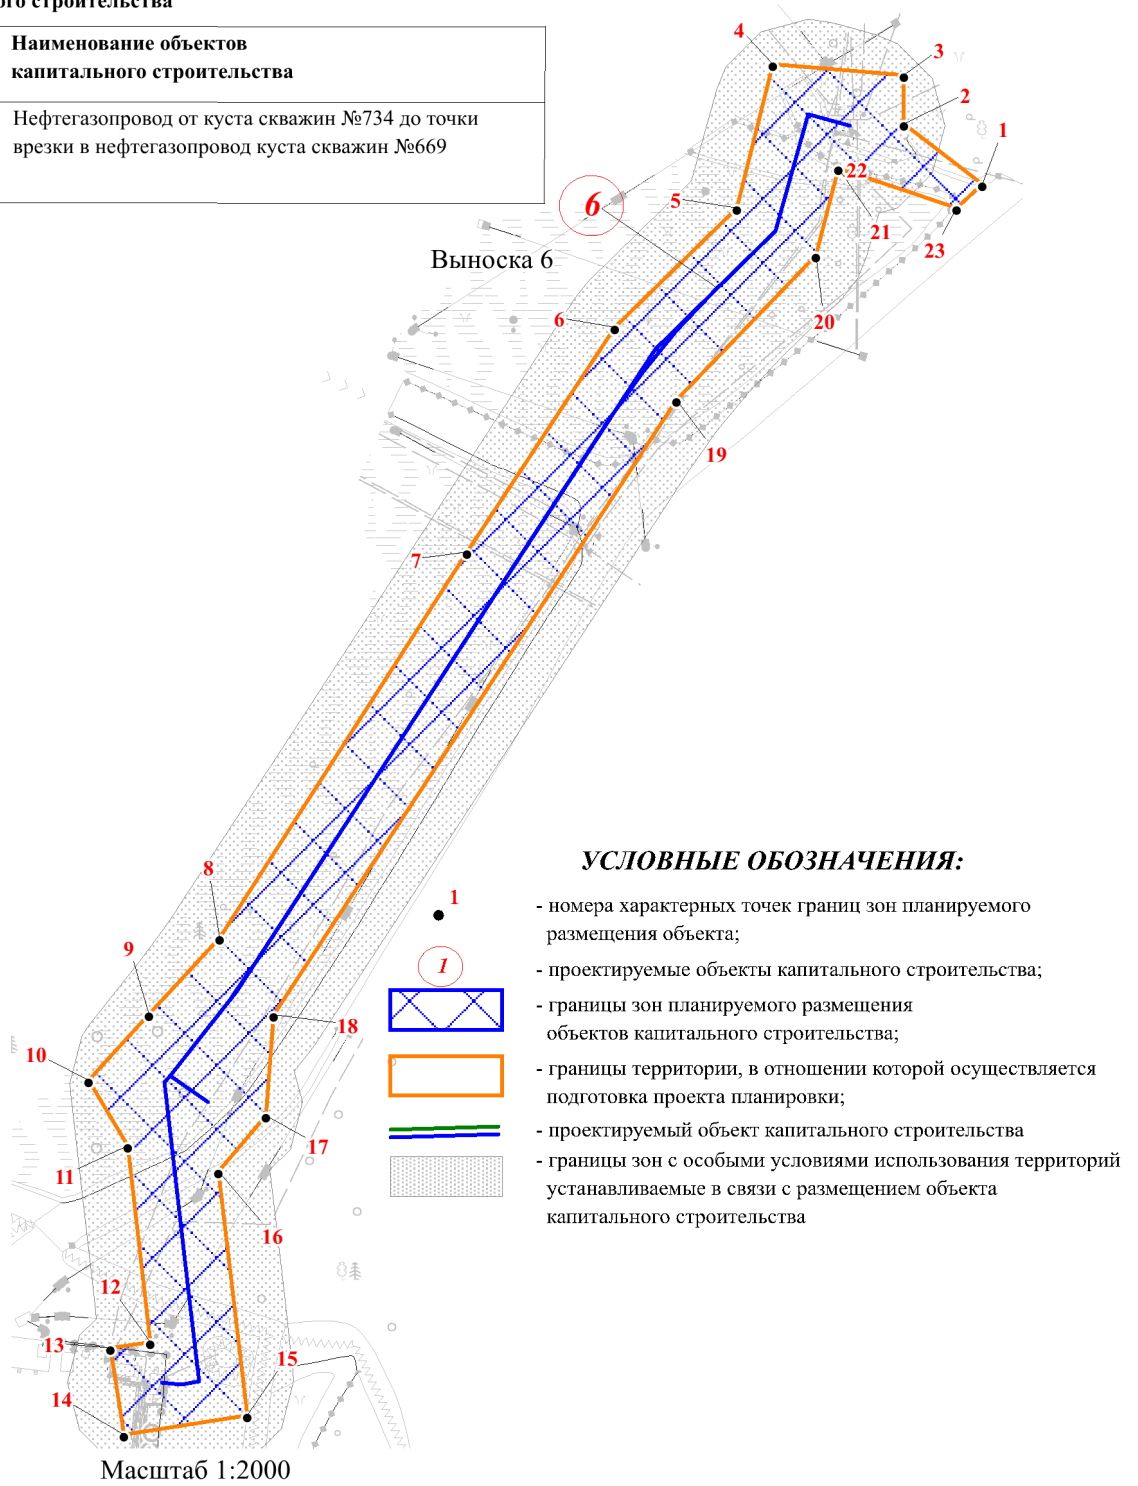 ого строительства
Наименование объектов
капитального строительства
Нефтегазопровод от куста скважин №734 до точки
врезки в нефтегазопровод куста скважин №669
4
3
2
1
22
5
6
21
23
Выноска 6
6
20
19
7
УСЛОВНЫЕ ОБОЗНАЧЕНИЯ:
8
1
- номера характерных точек границ зон планируемого
размещения объекта;
9
1
- проектируемые объекты капитального строительства;
- границы зон планируемого размещения
объектов капитального строительства;
18
10
- границы территории, в отношении которой осуществляется
подготовка проекта планировки;
- проектируемый объект капитального строительства
17
- границы зон с особыми условиями использования территорий
устанавливаемые в связи с размещением объекта
капитального строительства
11
16
12
13
15
14
Масштаб 1:2000